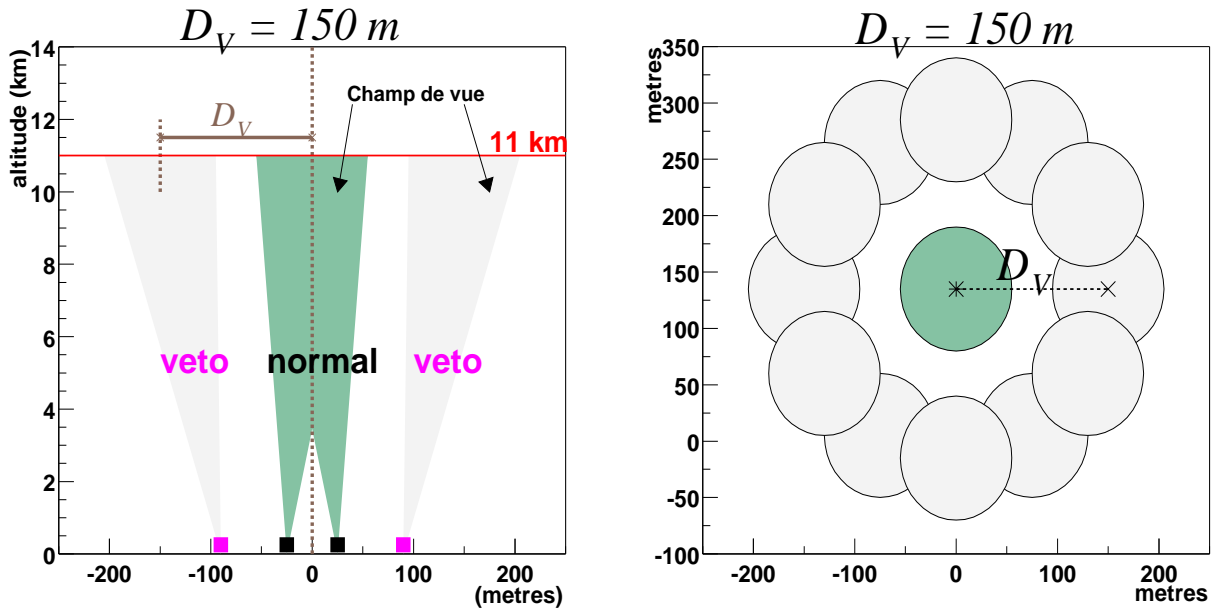 D_V = 150 m
altitude (km)
14
12
10
8
6
4
2
0
D_V
Champ de vue
11 km
veto
normal
veto
-200
-100
0
100
200
(metres)
D_V = 150 m
metres
350
300
250
200
150
100
50
0
-50
-100
D_V
-200
-100
0
100
200
metres